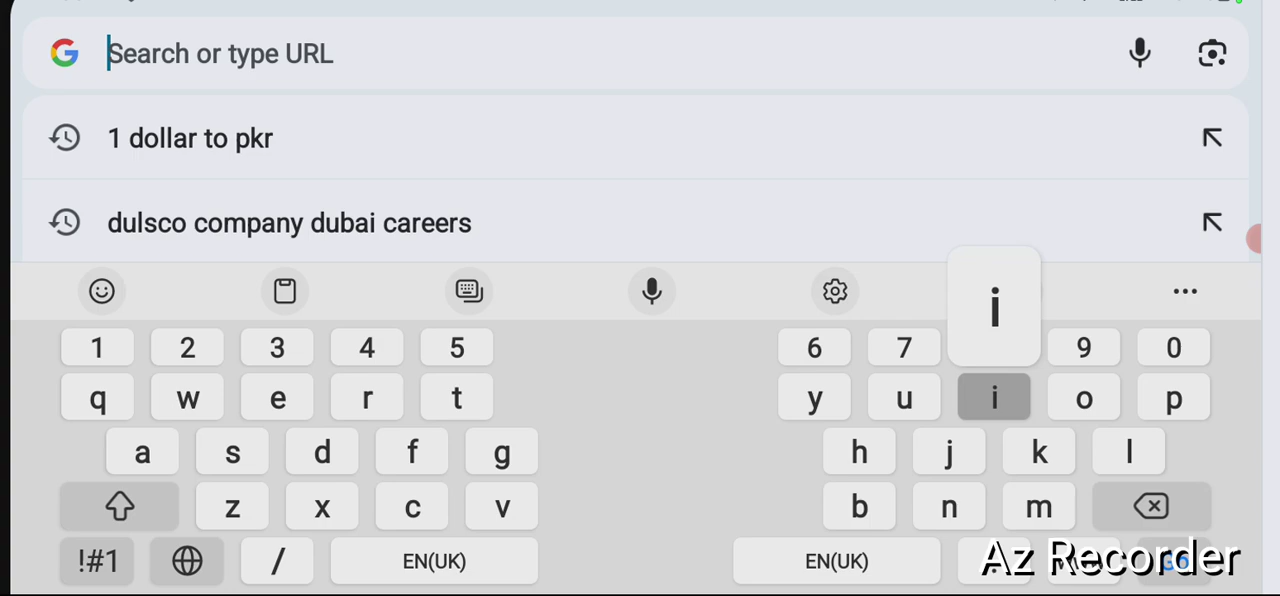 Search or type URL
1 dollar to pkr
dulsco company dubai careers
i
1 2 3 4 5 6 7 9 0
q w e r t y u i o p
a s d f g h j k l
z x c v b n m
!#1 / EN(UK) EN(UK)
Az Recorder